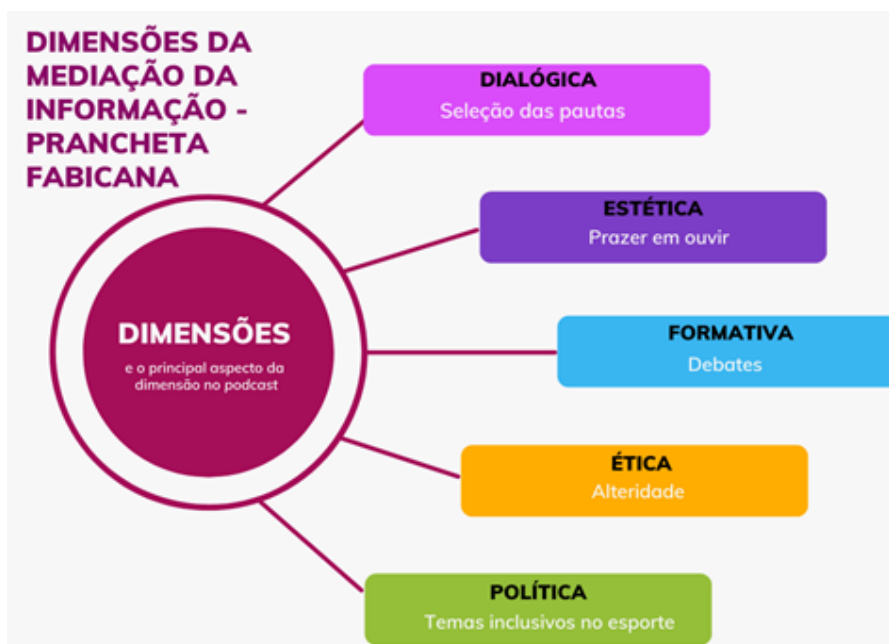 DIMENSÕES DA
MEDIAÇÃO DA
INFORMAÇÃO -
PRANCHETA
FABICANA
DIMENSÕES
e o principal aspecto da
dimensão no podcast
DIALÓGICA
Seleção das pautas
ESTÉTICA
Prazer em ouvir
FORMATIVA
Debates
ÉTICA
Alteridade
POLÍTICA
Temas inclusivos no esporte